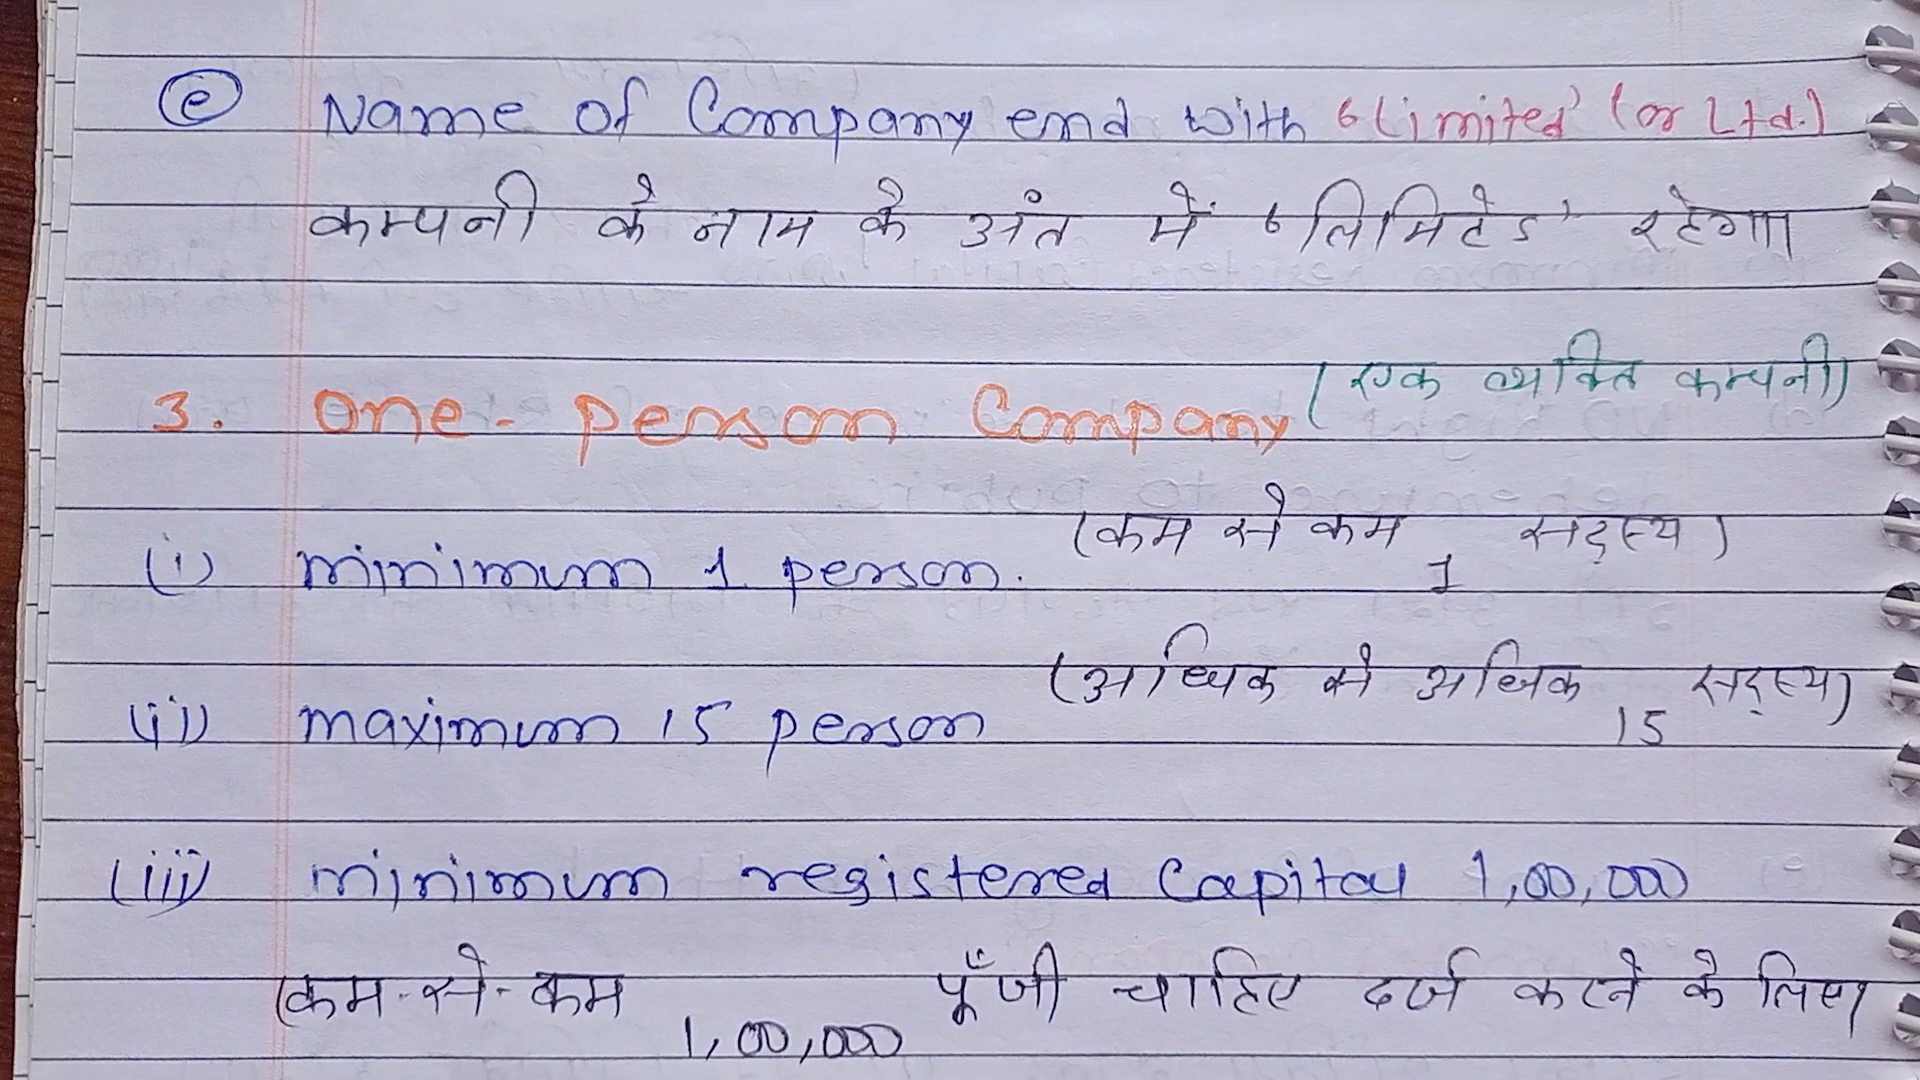 (e) Name of Company end with 'Limited' (or Ltd.)
कम्पनी के नाम के अंत में 'लिमिटेड' रहेगा
3. One-person Company (एक व्यक्ति कम्पनी)
(i) minimum 1 person. (कम से कम 1 सदस्य)
(ii) maximum 15 person (अधिक से अधिक 15 सदस्य)
(iii) minimum registered Capital 1,00,000
(कम-से-कम 1,00,000 पूँजी चाहिए दर्ज करने के लिए)